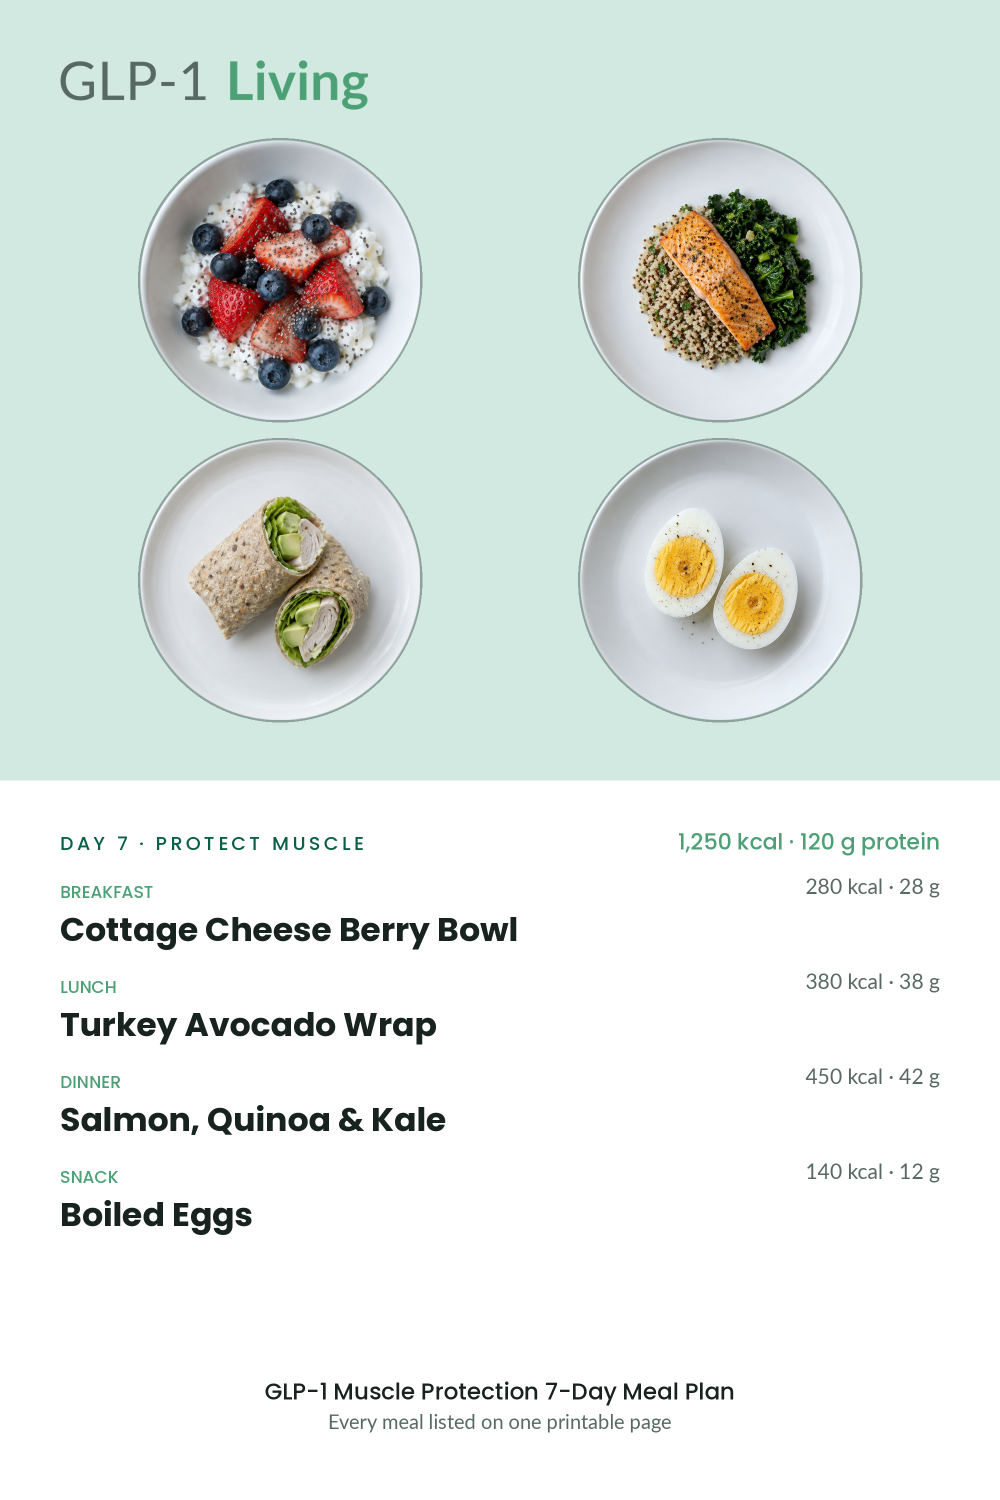 GLP-1 Living
DAY 7 · PROTECT MUSCLE
1,250 kcal · 120 g protein
BREAKFAST
280 kcal · 28 g
Cottage Cheese Berry Bowl
LUNCH
380 kcal · 38 g
Turkey Avocado Wrap
DINNER
450 kcal · 42 g
Salmon, Quinoa & Kale
SNACK
140 kcal · 12 g
Boiled Eggs
GLP-1 Muscle Protection 7-Day Meal Plan
Every meal listed on one printable page